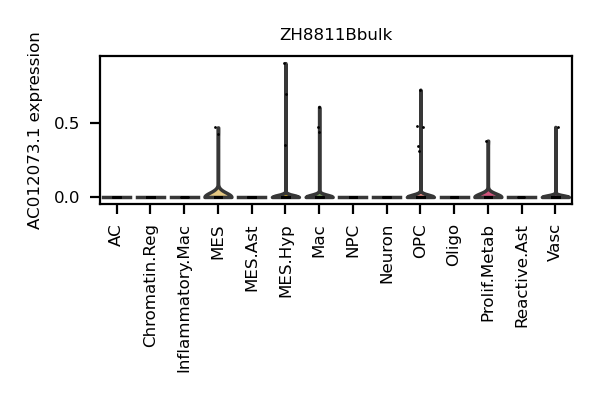 ZH8811Bbulk
AC012073.1 expression
0.5
0.0
AC
Chromatin.Reg
Inflammatory.Mac
MES
MES.Ast
MES.Hyp
Mac
NPC
Neuron
OPC
Oligo
Prolif.Metab
Reactive.Ast
Vasc